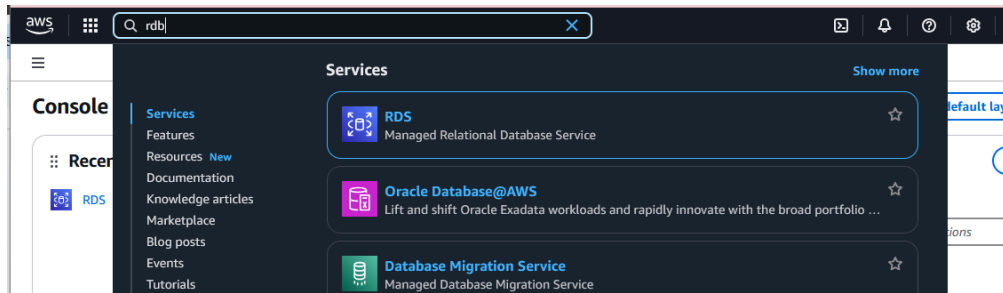 aws
rdb
Services
Show more
Console
default lay
Services
Features
Resources New
Documentation
Knowledge articles
Marketplace
Blog posts
Events
Tutorials
Recer
RDS
RDS
Managed Relational Database Service
Oracle Database@AWS
Lift and shift Oracle Exadata workloads and rapidly innovate with the broad portfolio ...
Database Migration Service
Managed Database Migration Service
tions